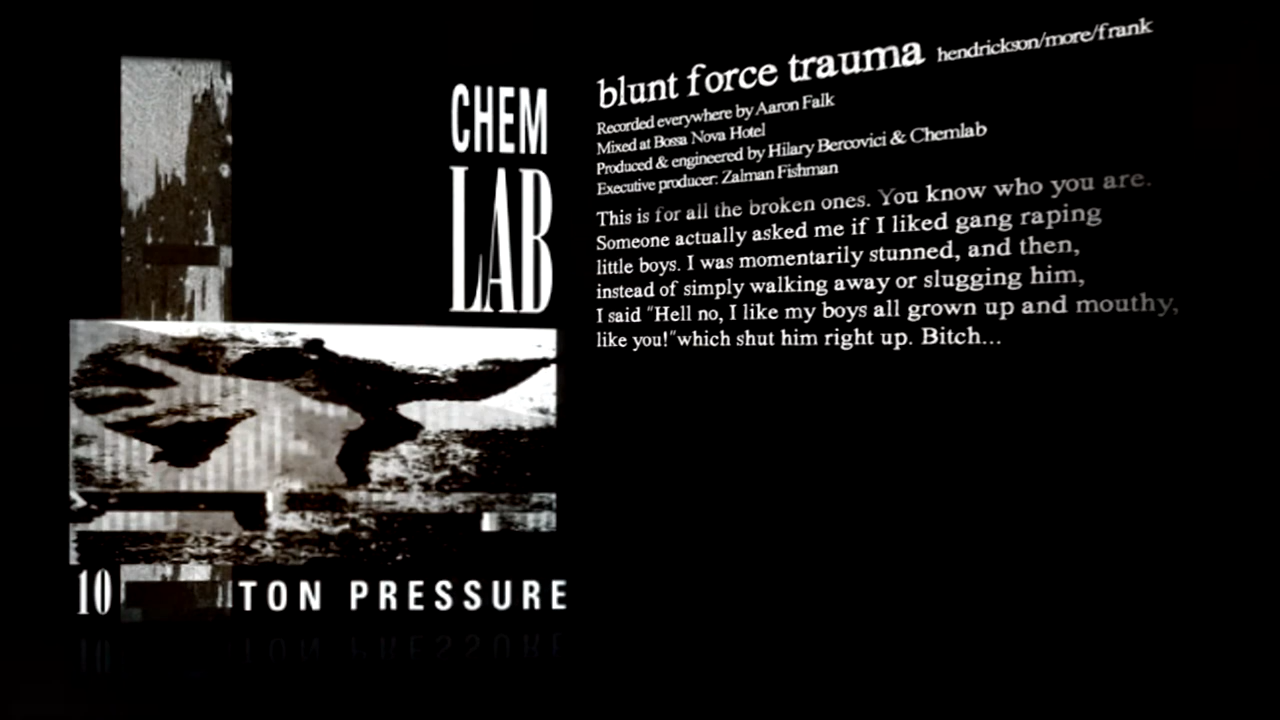 CHEM
LAB
10 TON PRESSURE
blunt force trauma hendrickson/more/frank
Recorded everywhere by Aaron Falk
Mixed at Bossa Nova Hotel
Produced & engineered by Hilary Bercovici & Chemlab
Executive producer: Zalman Fishman
This is for all the broken ones. You know who you are.
Someone actually asked me if I liked gang raping
little boys. I was momentarily stunned, and then,
instead of simply walking away or slugging him,
I said "Hell no, I like my boys all grown up and mouthy,
like you!"which shut him right up. Bitch...